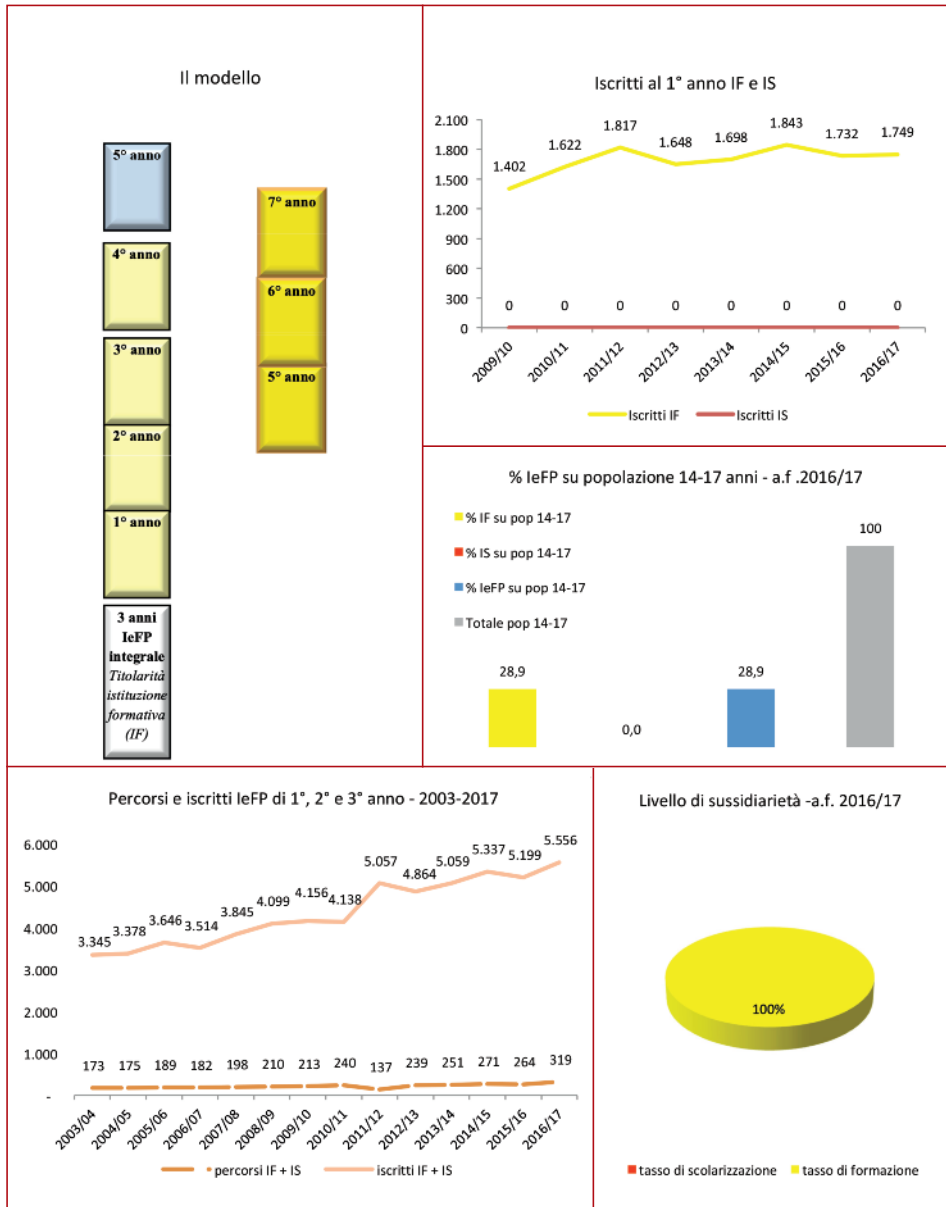 Il modello
5° anno
4° anno
3° anno
2° anno
1° anno
3 anni
IeFP
integrale
Titolarità
istituzione
formativa
(IF)
7° anno
6° anno
5° anno
Iscritti al 1° anno IF e IS
2.100
1.800
1.500
1.200
900
600
300
0
1.402
1.622
1.817
1.648
1.698
1.843
1.732
1.749
0 0 0 0 0 0 0 0
2009/10
2010/11
2011/12
2012/13
2013/14
2014/15
2015/16
2016/17
Iscritti IF Iscritti IS
% IeFP su popolazione 14-17 anni - a.f .2016/17
% IF su pop 14-17
% IS su pop 14-17
% IeFP su pop 14-17
Totale pop 14-17
28,9
0,0
28,9
100
Percorsi e iscritti IeFP di 1°, 2° e 3° anno - 2003-2017
6.000
5.000
4.000
3.000
2.000
1.000
-
3.345
3.378
3.646
3.514
3.845
4.099
4.156
4.138
5.057
4.864
5.059
5.337
5.199
5.556
173 175 189 182 198 210 213 240 137 239 251 271 264 319
2003/04
2004/05
2005/06
2006/07
2007/08
2008/09
2009/10
2010/11
2011/12
2012/13
2013/14
2014/15
2015/16
2016/17
percorsi IF + IS iscritti IF + IS
Livello di sussidiarietà -a.f. 2016/17
100%
tasso di scolarizzazione tasso di formazione